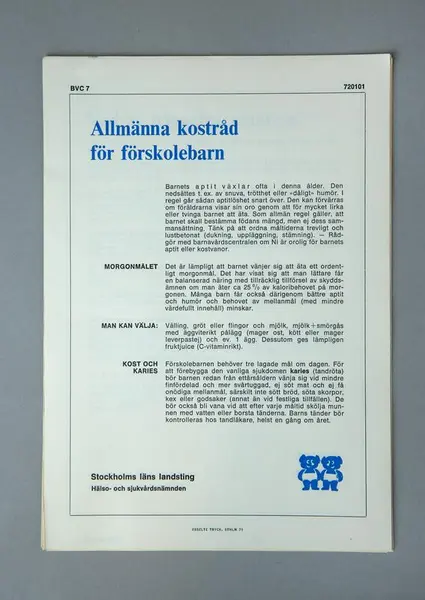 BVC 7 720101
Allmänna kostråd
för förskolebarn
Barnets aptit växlar ofta i denna ålder. Den
nedsättes t. ex. av snuva, trötthet eller »dåligt» humör. I
regel går sådan aptitlöshet snart över. Den kan förvärras
om föräldrarna visar sin oro genom att för mycket lirka
eller tvinga barnet att äta. Som allmän regel gäller, att
barnet skall bestämma födans mängd, men ej dess sam-
mansättning. Tänk på att ordna måltiderna trevligt och
lustbetonat (dukning, uppläggning, stämning). – Råd-
gör med barnavårdscentralen om Ni är orolig för barnets
aptit eller kostvanor.
MORGONMÅLET Det är lämpligt att barnet vänjer sig att äta ett ordent-
ligt morgonmål. Det har visat sig att man lättare får
en balanserad näring med tillräcklig tillförsel av skydds-
ämnen om man äter ca 25 % av kaloribehovet på mor-
gonen. Många barn får också därigenom bättre aptit
och humör och behovet av mellanmål (med mindre
värdefullt innehåll) minskar.
MAN KAN VÄLJA: Välling, gröt eller flingor och mjölk, mjölk + smörgås
med äggviterikt pålägg (mager ost, kött eller mager
leverpastej) och ev. 1 ägg. Dessutom ges lämpligen
fruktjuice (C-vitaminrikt).
KOST OCH KARIES Förskolebarnen behöver tre lagade mål om dagen. För
att förebygga den vanliga sjukdomen karies (tandröta)
bör barnen redan från ettårsåldern vänja sig vid mindre
finfördelad och mer svårtuggad, ej söt mat och ej få
onödiga mellanmål, särskilt inte sött bröd, söta skorpor,
kex eller godsaker (annat än vid festliga tillfällen). De
bör också bli vana vid att efter varje måltid skölja mun-
nen med vatten eller borsta tänderna. Barns tänder bör
kontrolleras hos tandläkare, helst en gång om året.
Stockholms läns landsting
Hälso- och sjukvårdsnämnden